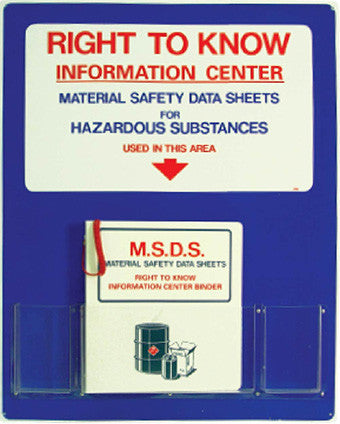 RIGHT TO KNOW
INFORMATION CENTER
MATERIAL SAFETY DATA SHEETS
FOR
HAZARDOUS SUBSTANCES
USED IN THIS AREA
M.S.D.S.
MATERIAL SAFETY DATA SHEETS
RIGHT TO KNOW
INFORMATION CENTER BINDER